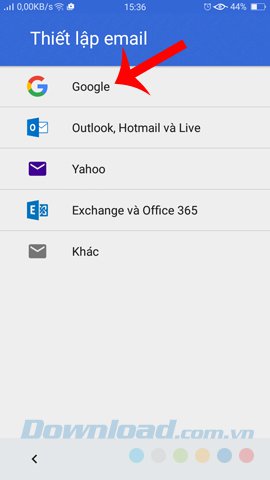 0,00KB/s 15:36 44%
Thiết lập email
Google
Outlook, Hotmail và Live
Yahoo
Exchange và Office 365
Khác
Download.com.vn